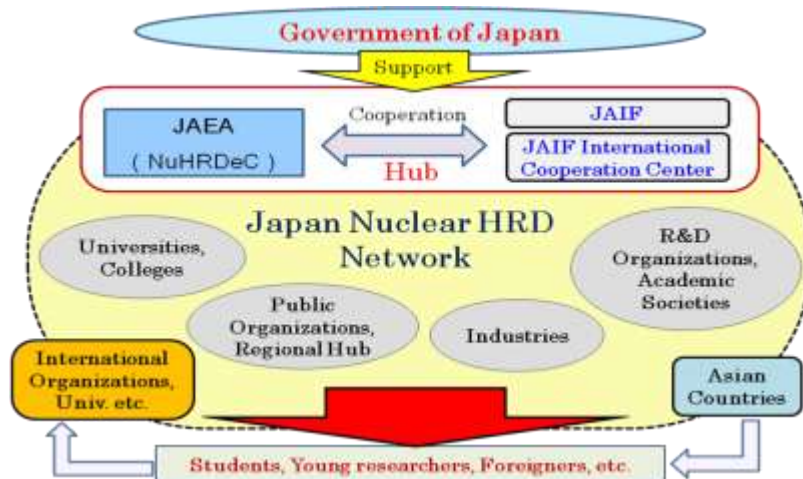 Government of Japan
Support
JAEA
( NuHRDeC )
Cooperation
Hub
JAIF
JAIF International
Cooperation Center
Japan Nuclear HRD
Network
Universities,
Colleges
R&D
Organizations,
Academic
Societies
Public
Organizations,
Regional Hub
Industries
International
Organizations,
Univ. etc.
Asian
Countries
Students, Young researchers, Foreigners, etc.